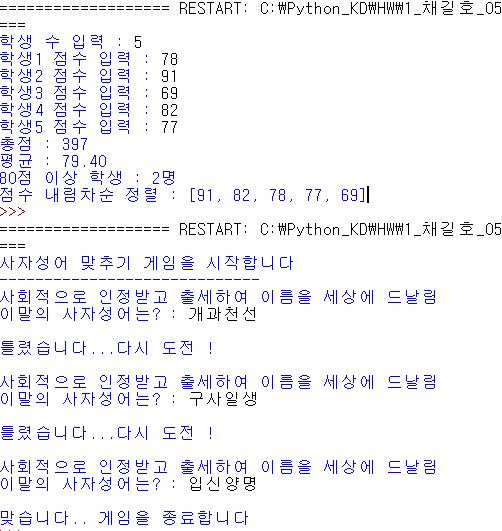 =================== RESTART: C:\Python_KD\HW\1_채길호_05
===
학생 수 입력 : 5
학생1 점수 입력 : 78
학생2 점수 입력 : 91
학생3 점수 입력 : 69
학생4 점수 입력 : 82
학생5 점수 입력 : 77
총점 : 397
평균 : 79.40
80점 이상 학생 : 2명
점수 내림차순 정렬 : [91, 82, 78, 77, 69]
>>>
=================== RESTART: C:\Python_KD\HW\1_채길호_05
===
사자성어 맞추기 게임을 시작합니다
-----------------------------
사회적으로 인정받고 출세하여 이름을 세상에 드날림
이말의 사자성어는? : 개과천선
틀렸습니다...다시 도전 !
사회적으로 인정받고 출세하여 이름을 세상에 드날림
이말의 사자성어는? : 구사일생
틀렸습니다...다시 도전 !
사회적으로 인정받고 출세하여 이름을 세상에 드날림
이말의 사자성어는? : 입신양명
맞습니다.. 게임을 종료합니다